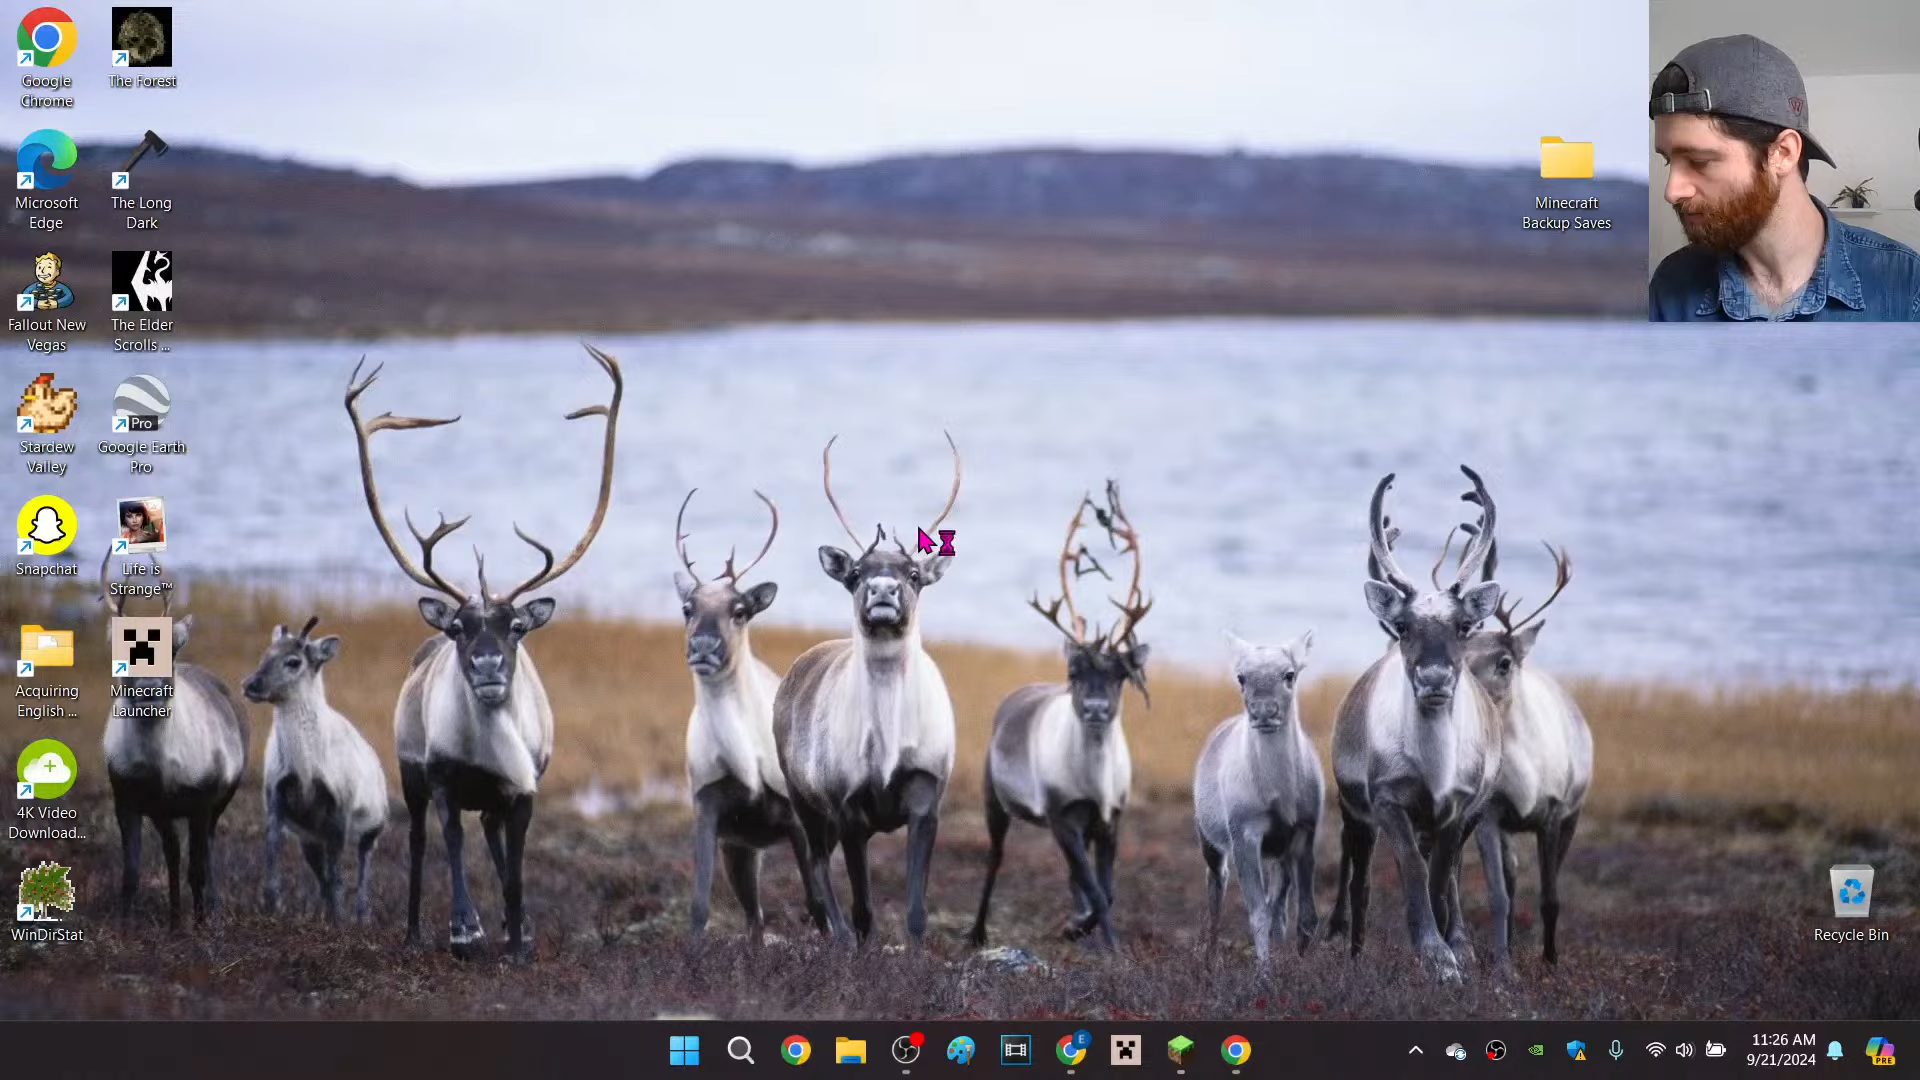 Google
Chrome
The Forest
Microsoft
Edge
The Long
Dark
Fallout New
Vegas
The Elder
Scrolls ...
Stardew
Valley
Pro
Google Earth
Pro
Snapchat
Life is
Strange™
Acquiring
English ...
Minecraft
Launcher
4K Video
Download...
WinDirStat
Minecraft
Backup Saves
Recycle Bin
E
11:26 AM
9/21/2024
PRE